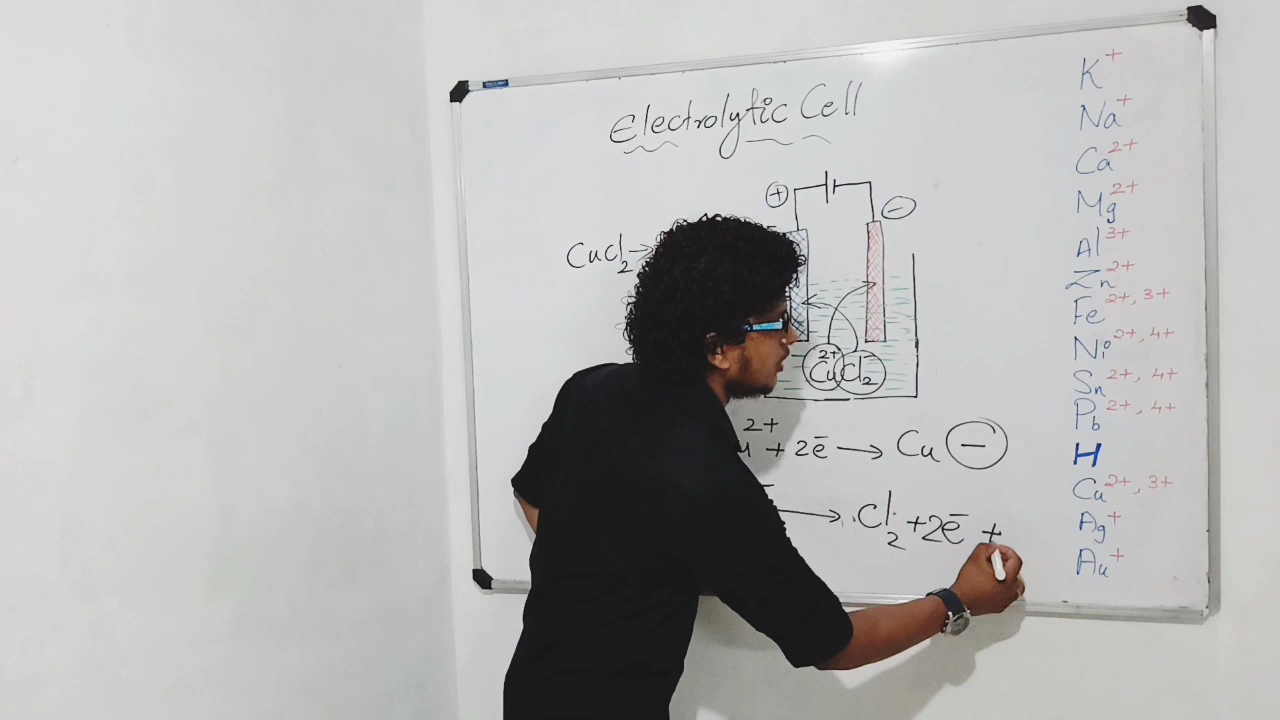 Electrolytic Cell
+
−
CuCl₂ →
Cu²⁺ Cl₂⁻
2+ + 2e̅ → Cu −
→ Cl₂ + 2e̅ +
K⁺
Na⁺
Ca²⁺
Mg²⁺
Al³⁺
Zn²⁺
Fe²⁺, ³⁺
Ni²⁺, ⁴⁺
Sn²⁺, ⁴⁺
Pb²⁺, ⁴⁺
H
Cu²⁺, ³⁺
Ag⁺
Au⁺